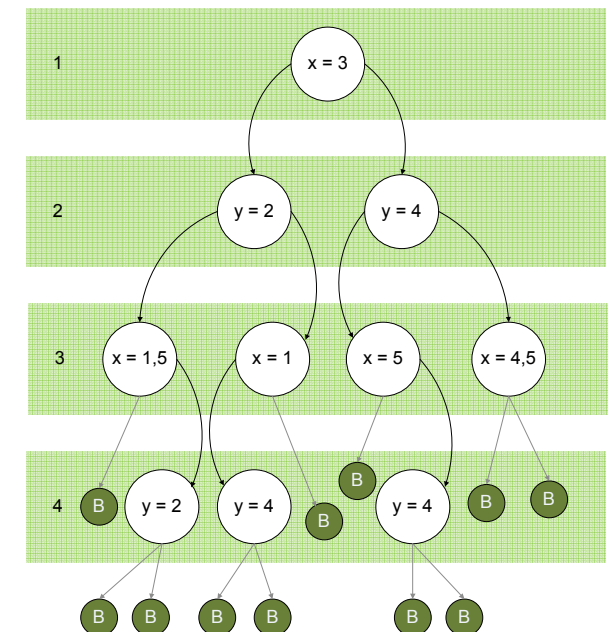 1
x = 3
2
y = 2
y = 4
3
x = 1,5
x = 1
x = 5
x = 4,5
4
B
y = 2
y = 4
B
B
y = 4
B
B
B
B
B
B
B
B